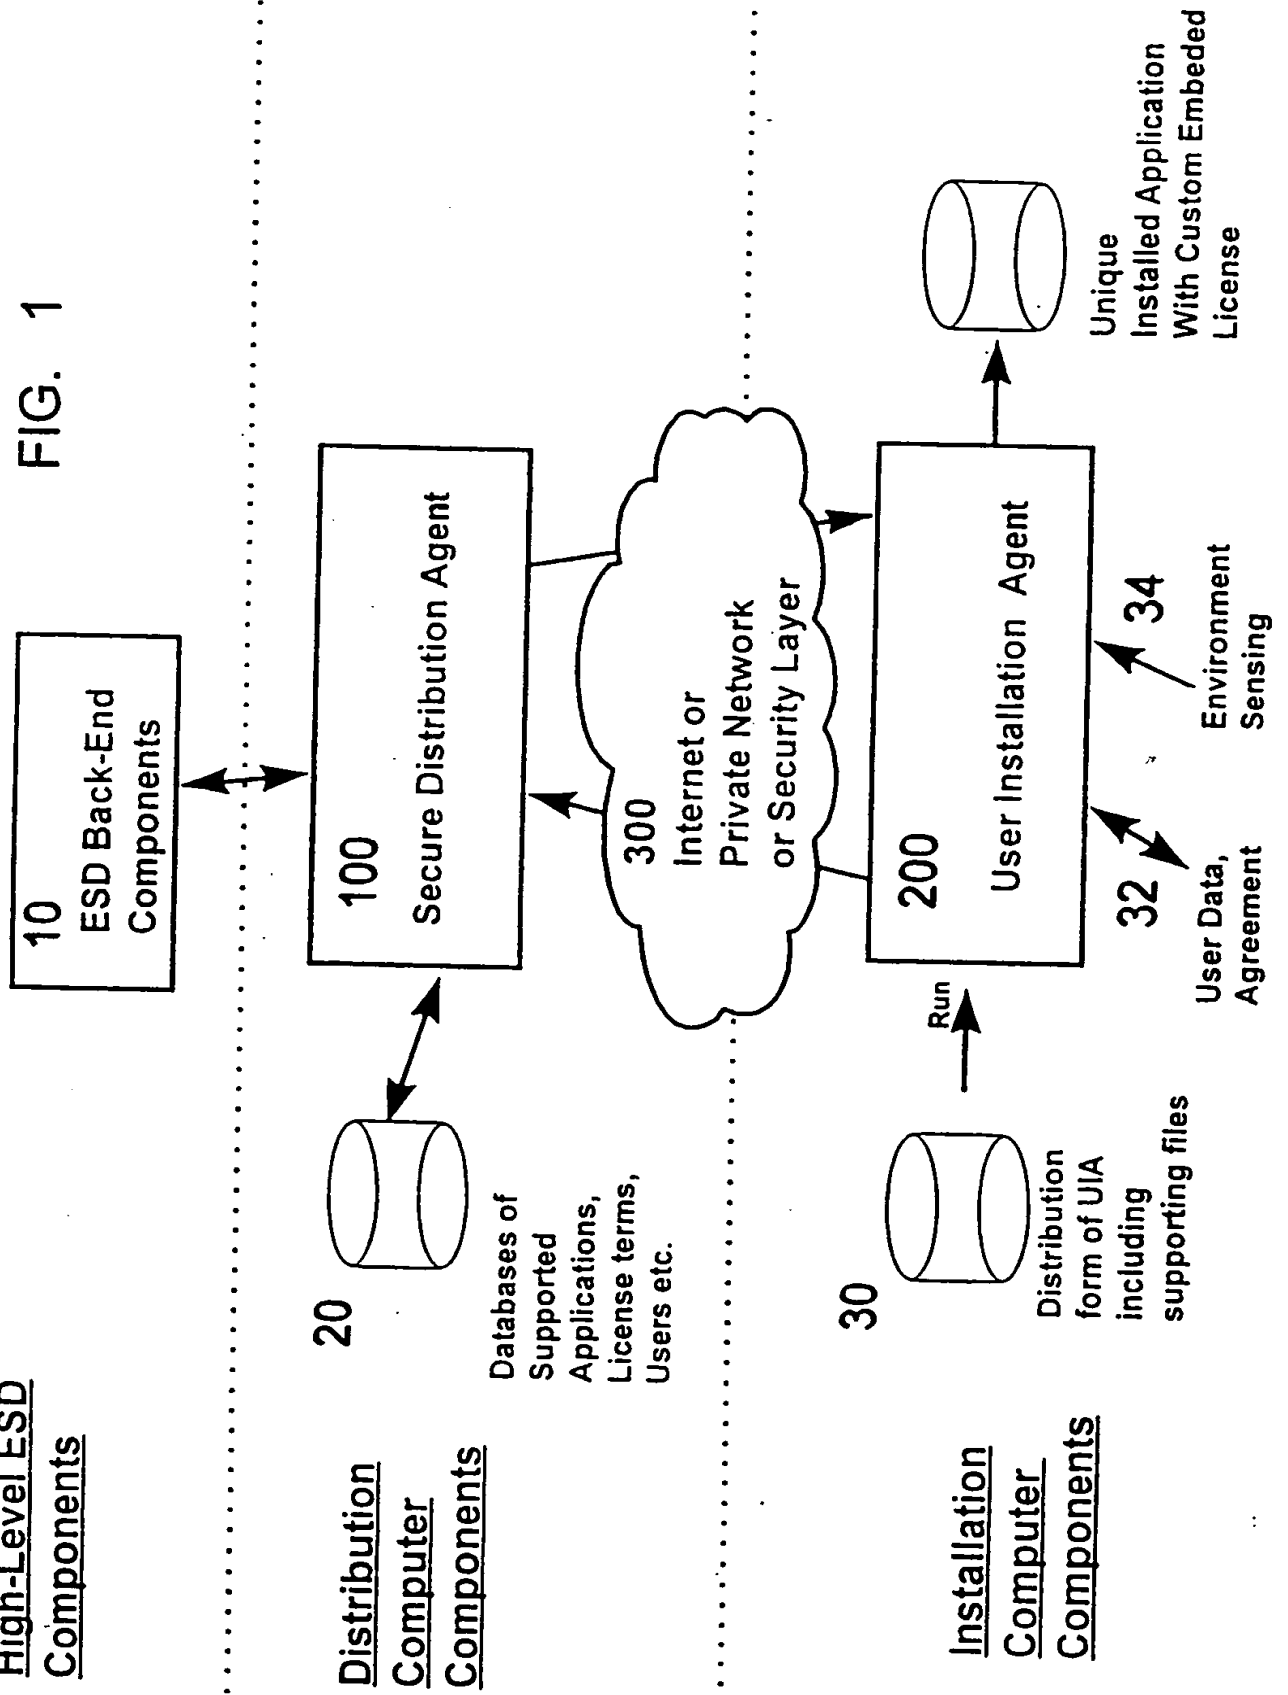 FIG. 1
High-Level ESD
Components
10
ESD Back-End
Components
Distribution
Computer
Components
20
Databases of
Supported
Applications,
License terms,
Users etc.
100
Secure Distribution Agent
300
Internet or
Private Network
or Security Layer
Installation
Computer
Components
30
Distribution
form of UIA
including
supporting files
Run
200
User Installation Agent
32
User Data,
Agreement
34
Environment
Sensing
Unique
Installed Application
With Custom Embeded
License